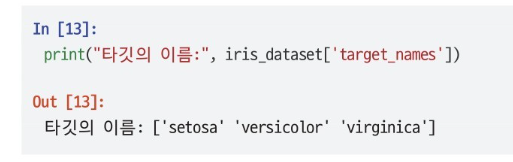 In [13]:
print("타깃의 이름:", iris_dataset['target_names'])
Out [13]:
타깃의 이름: ['setosa' 'versicolor' 'virginica']